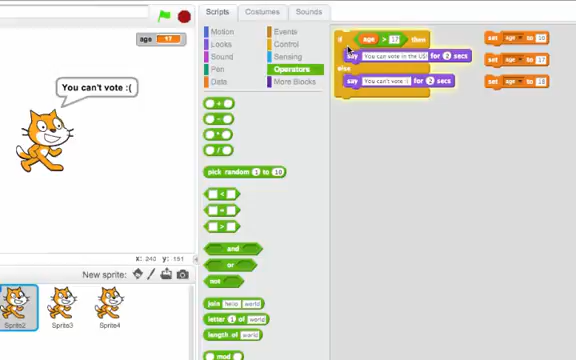 Scripts Costumes Sounds
age 17
Motion Events
Looks Control
Sound Sensing
Pen Operators
Data More Blocks
You can't vote :(
if age > 17 then
say You can vote in the US! for 2 secs
else
say You can't vote :( for 2 secs
set age to 10
set age to 17
set age to 18
+
-
*
/
pick random 1 to 10
<
=
>
and
or
not
join hello world
letter 1 of world
length of world
mod
x: 240 y: 191
New sprite:
Sprite2 Sprite3 Sprite4